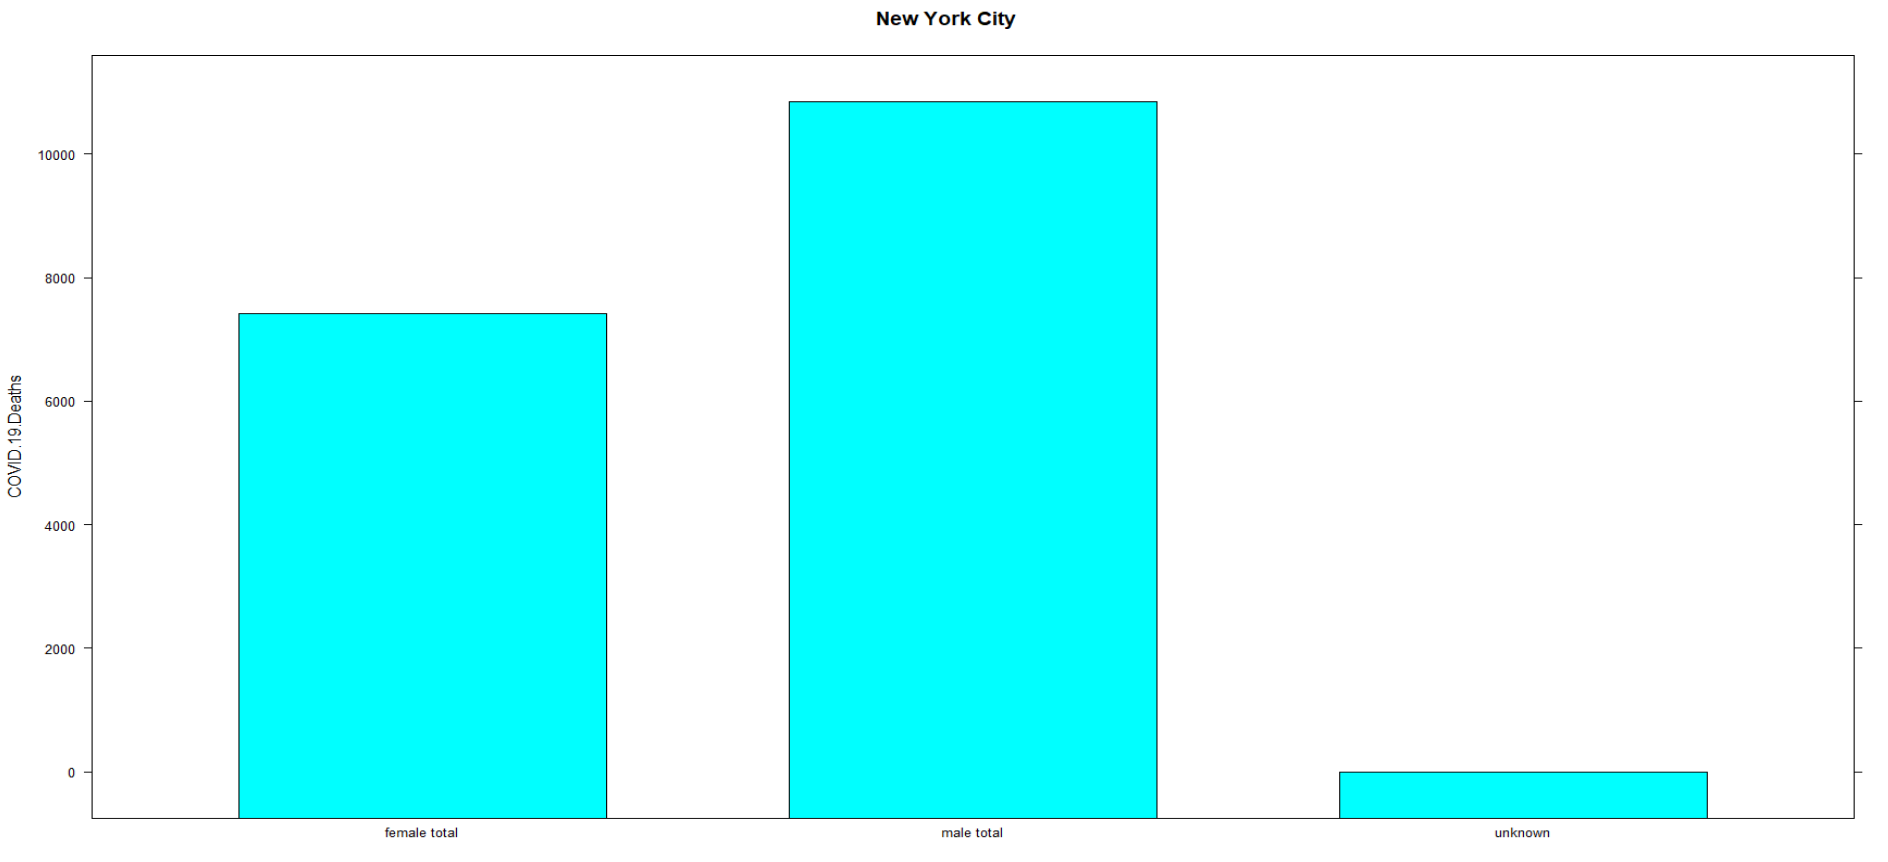 New York City
COVID.19.Deaths
10000
8000
6000
4000
2000
0
female total
male total
unknown